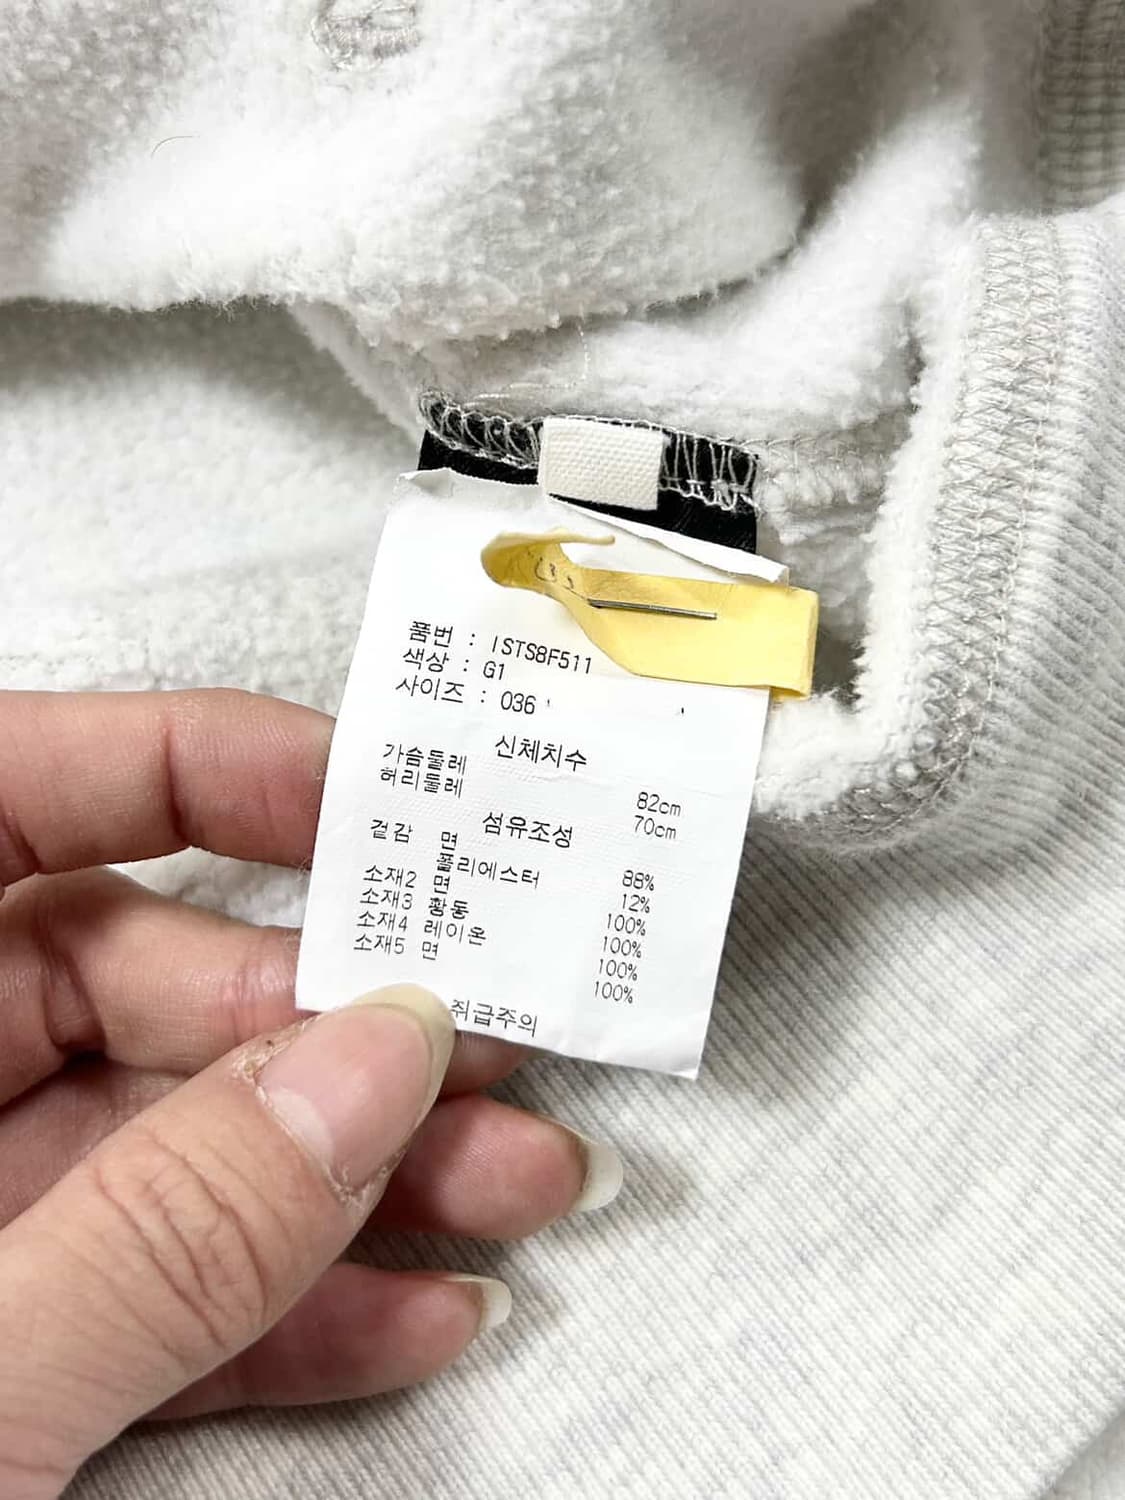 품번 : ISTS8F511
색상 : G1
사이즈 : 036
신체치수
가슴둘레 82cm
허리둘레 70cm
섬유조성
겉감 면 88%
폴리에스터 12%
소재2 면 100%
소재3 황동 100%
소재4 레이온 100%
소재5 면 100%
취급주의